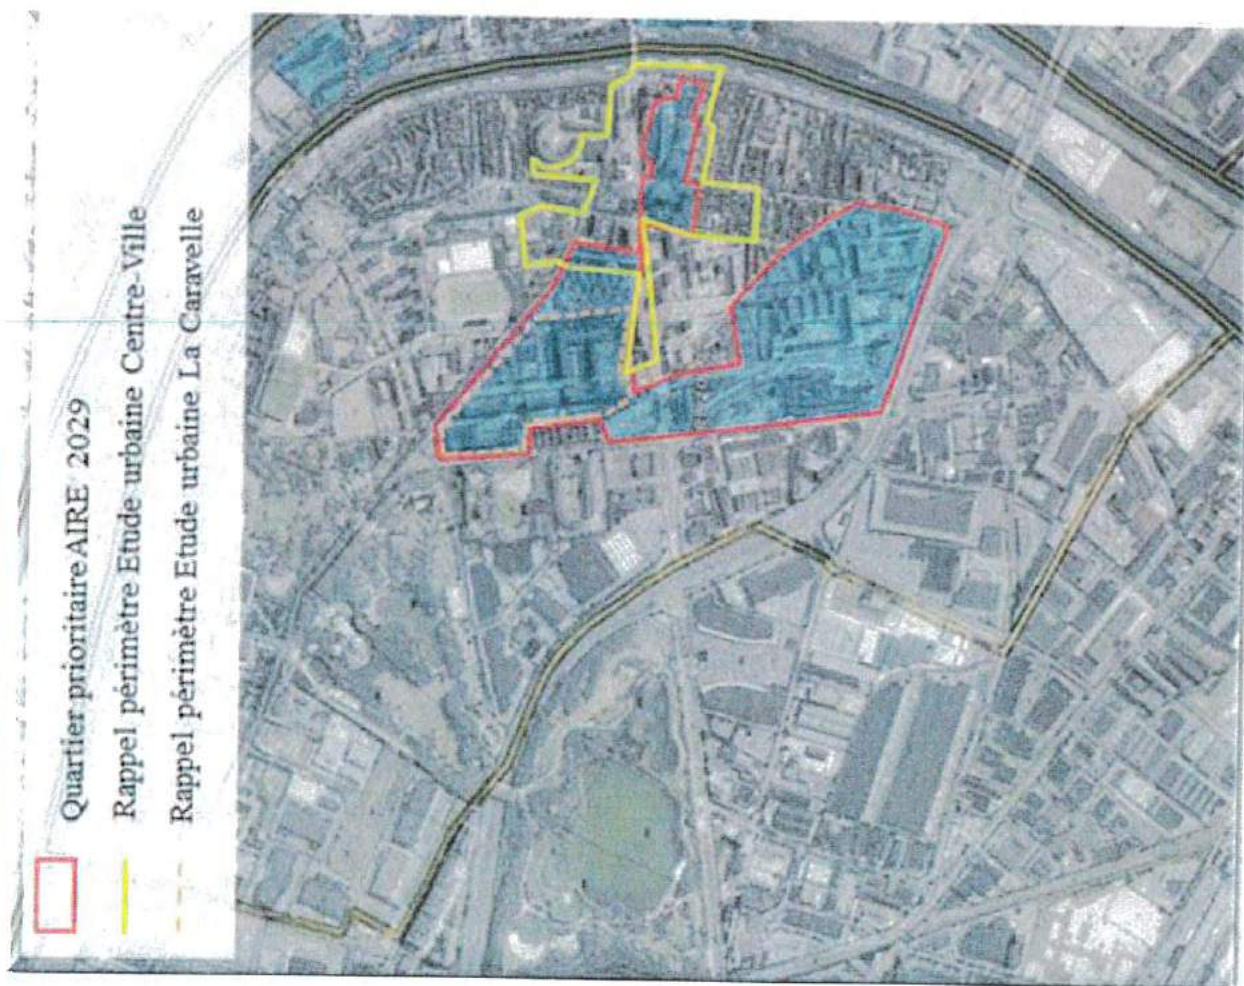 Quartier prioritaire AIRE 2029
Rappel périmètre Etude urbaine Centre-Ville
Rappel périmètre Etude urbaine La Caravelle